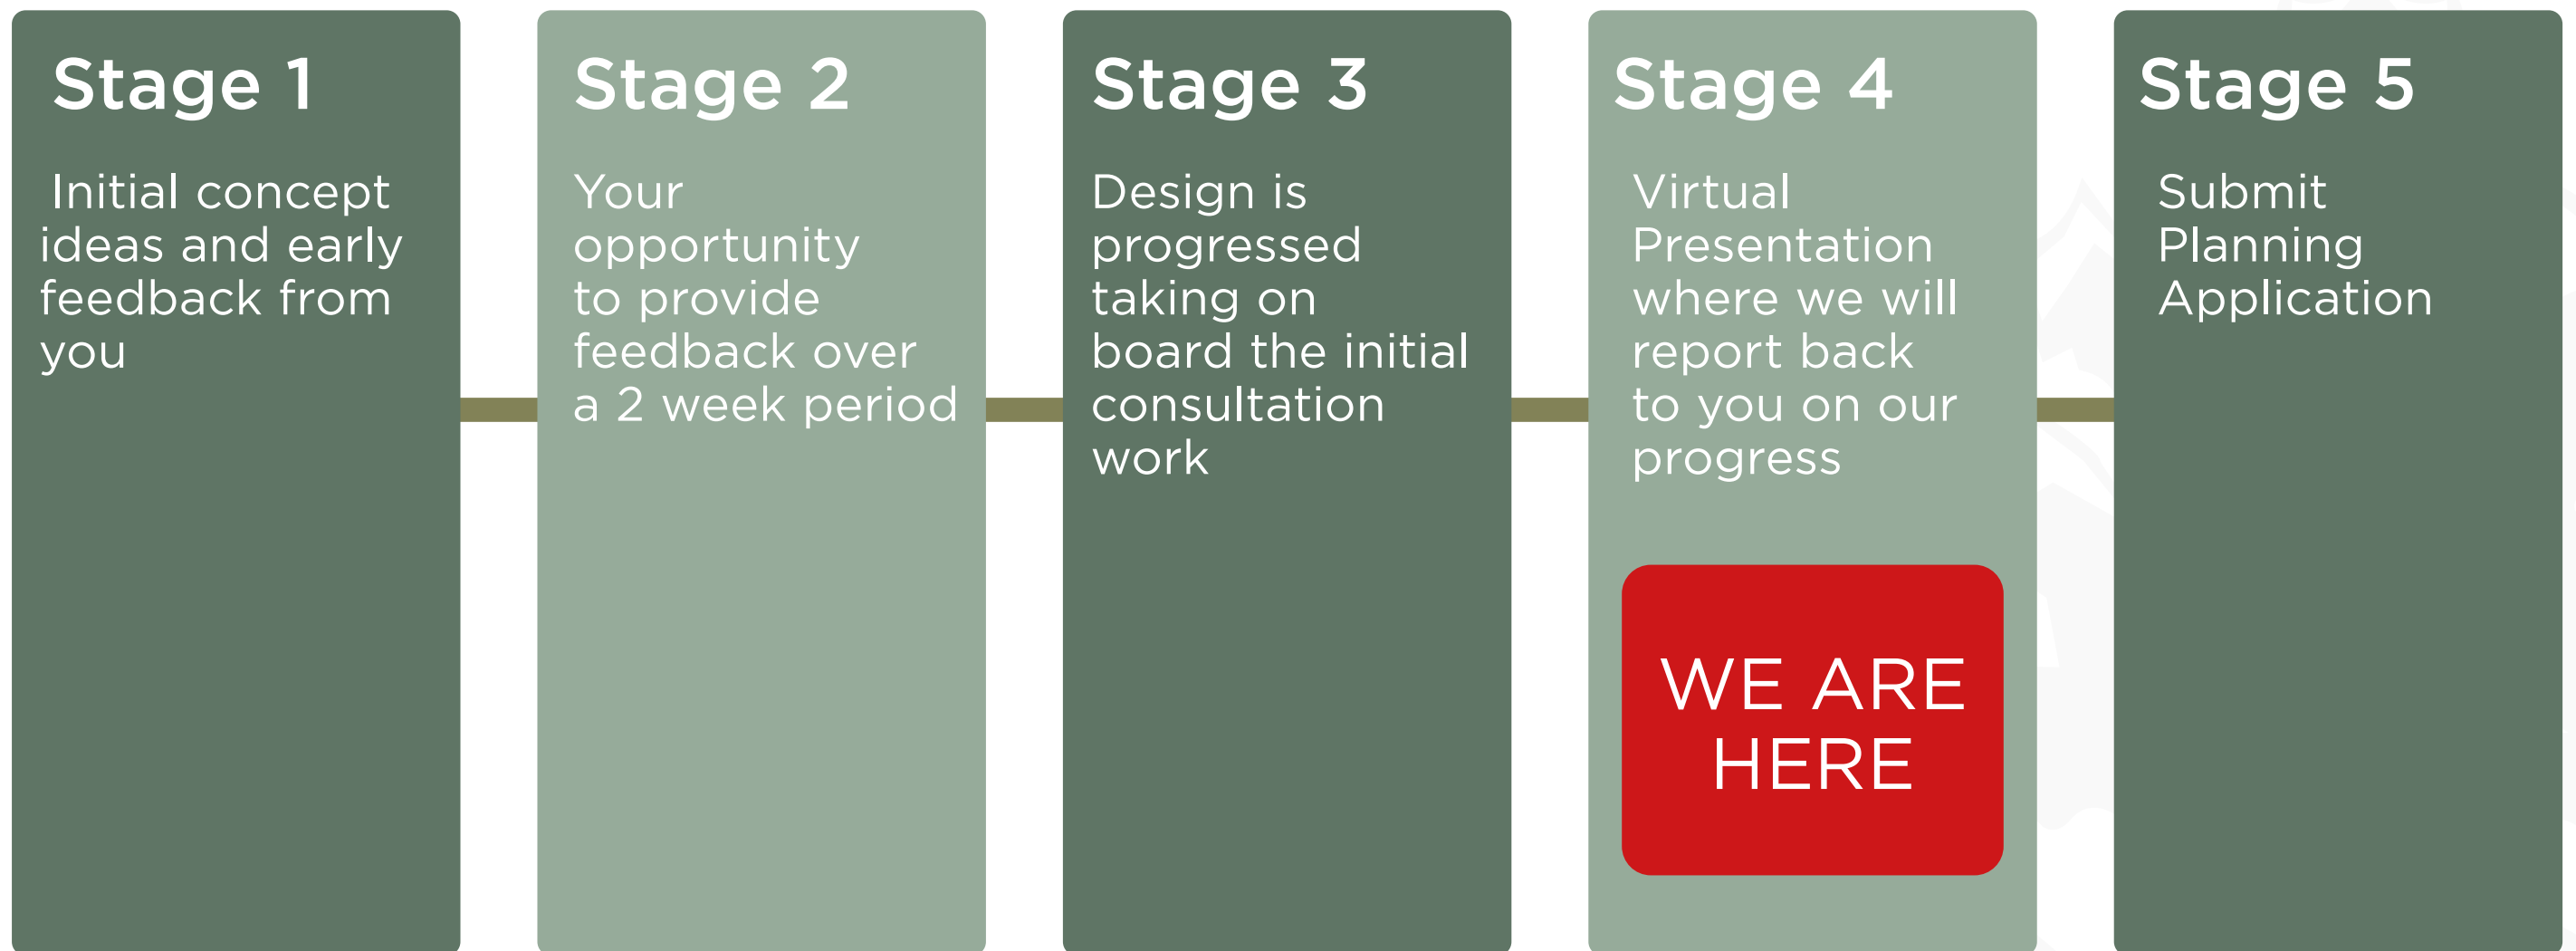 Stage 1
Initial concept
ideas and early
feedback from
you
Stage 2
Your
opportunity
to provide
feedback over
a 2 week period
Stage 3
Design is
progressed
taking on
board the initial
consultation
work
Stage 4
Virtual
Presentation
where we will
report back
to you on our
progress
WE ARE
HERE
Stage 5
Submit
Planning
Application